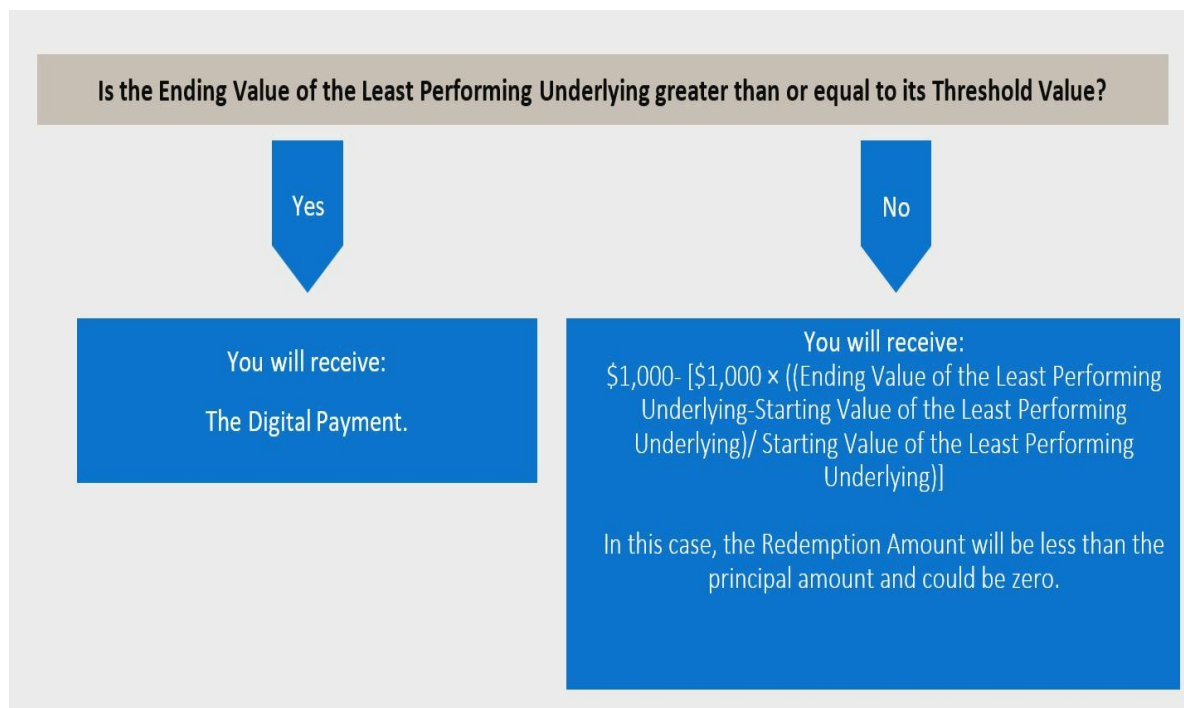 Is the Ending Value of the Least Performing Underlying greater than or equal to its Threshold Value?
Yes
No
You will receive:
The Digital Payment.
You will receive:
$1,000- [$1,000 × ((Ending Value of the Least Performing
Underlying-Starting Value of the Least Performing
Underlying)/ Starting Value of the Least Performing
Underlying)]
In this case, the Redemption Amount will be less than the
principal amount and could be zero.